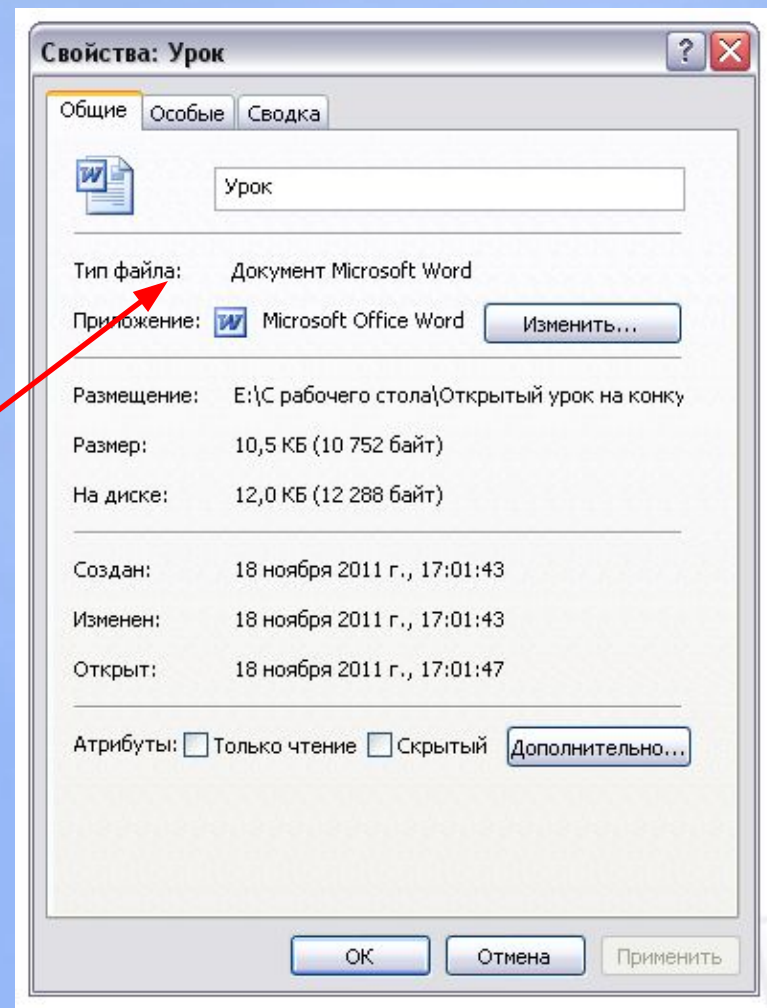 Свойства: Урок
Общие Особые Сводка
Урок
Тип файла: Документ Microsoft Word
Приложение: Microsoft Office Word Изменить...
Размещение: E:\С рабочего стола\Открытый урок на конку
Размер: 10,5 КБ (10 752 байт)
На диске: 12,0 КБ (12 288 байт)
Создан: 18 ноября 2011 г., 17:01:43
Изменен: 18 ноября 2011 г., 17:01:43
Открыт: 18 ноября 2011 г., 17:01:47
Атрибуты: Только чтение Скрытый Дополнительно...
ОК Отмена Применить